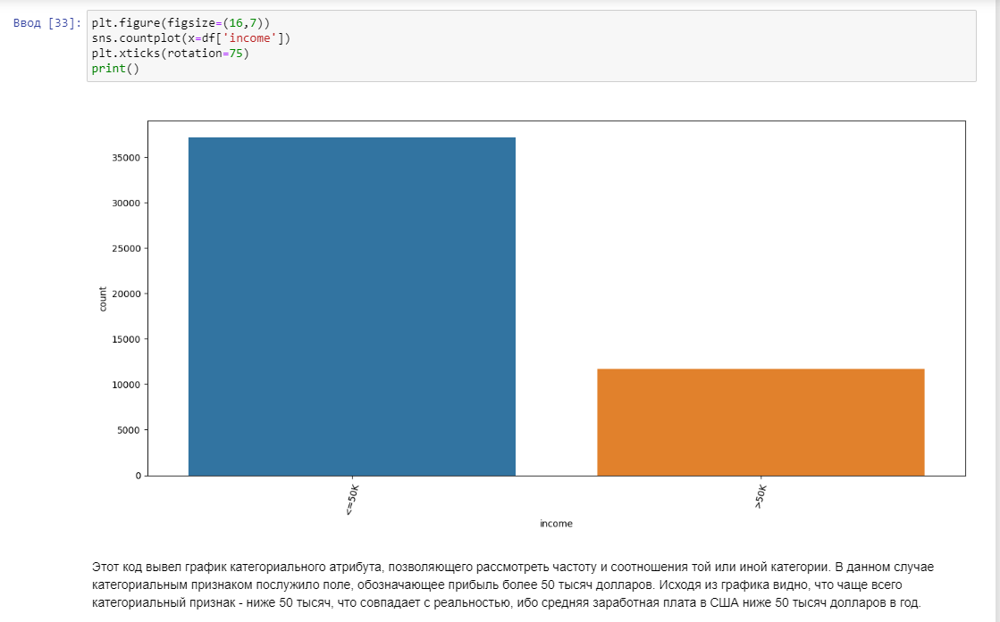 Ввод [33]: plt.figure(figsize=(16,7))
sns.countplot(x=df['income'])
plt.xticks(rotation=75)
print()
35000
30000
25000
20000
15000
10000
5000
0
count
<=50K
>50K
income
Этот код вывел график категориального атрибута, позволяющего рассмотреть частоту и соотношения той или иной категории. В данном случае
категориальным признаком послужило поле, обозначающее прибыль более 50 тысяч долларов. Исходя из графика видно, что чаще всего
категориальный признак - ниже 50 тысяч, что совпадает с реальностью, ибо средняя заработная плата в США ниже 50 тысяч долларов в год.